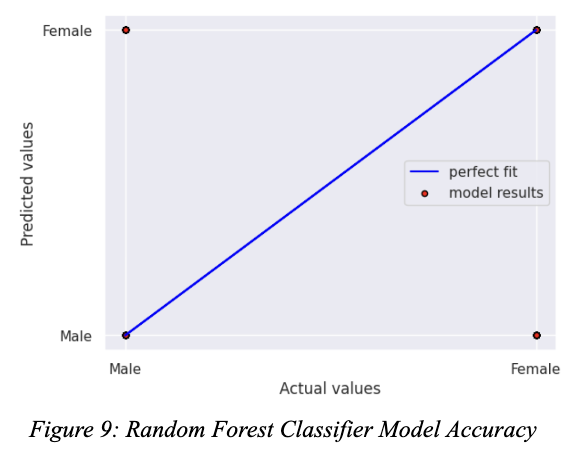 Female
Predicted values
perfect fit
model results
Male
Male
Female
Actual values
Figure 9: Random Forest Classifier Model Accuracy